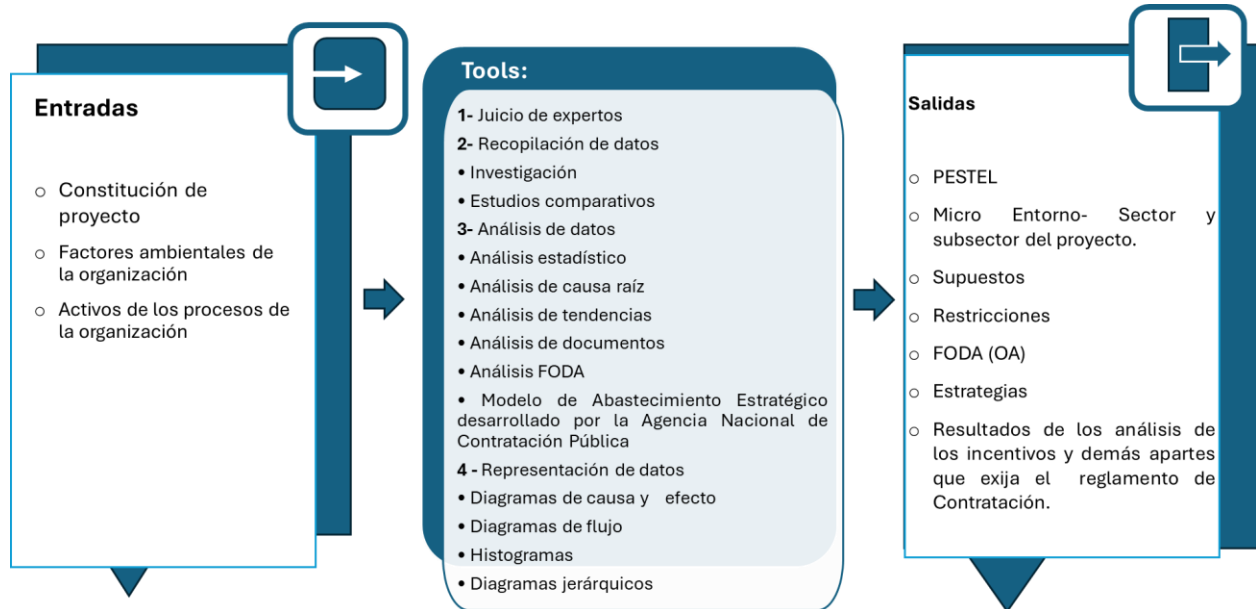 Entradas
○ Constitución de
proyecto
○ Factores ambientales de
la organización
○ Activos de los procesos de
la organización
Tools:
1- Juicio de expertos
2- Recopilación de datos
• Investigación
• Estudios comparativos
3- Análisis de datos
• Análisis estadístico
• Análisis de causa raíz
• Análisis de tendencias
• Análisis de documentos
• Análisis FODA
• Modelo de Abastecimiento Estratégico
desarrollado por la Agencia Nacional de
Contratación Pública
4 - Representación de datos
• Diagramas de causa y efecto
• Diagramas de flujo
• Histogramas
• Diagramas jerárquicos
Salidas
○ PESTEL
○ Micro Entorno- Sector y
subsector del proyecto.
○ Supuestos
○ Restricciones
○ FODA (OA)
○ Estrategias
○ Resultados de los análisis de
los incentivos y demás apartes
que exija el reglamento de
Contratación.